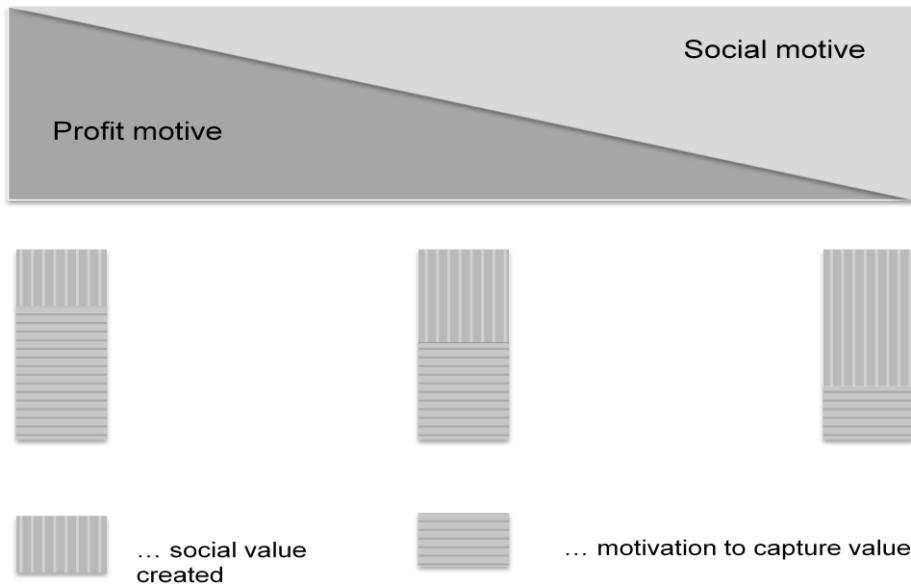 Social motive
Profit motive
... social value
created
... motivation to capture value